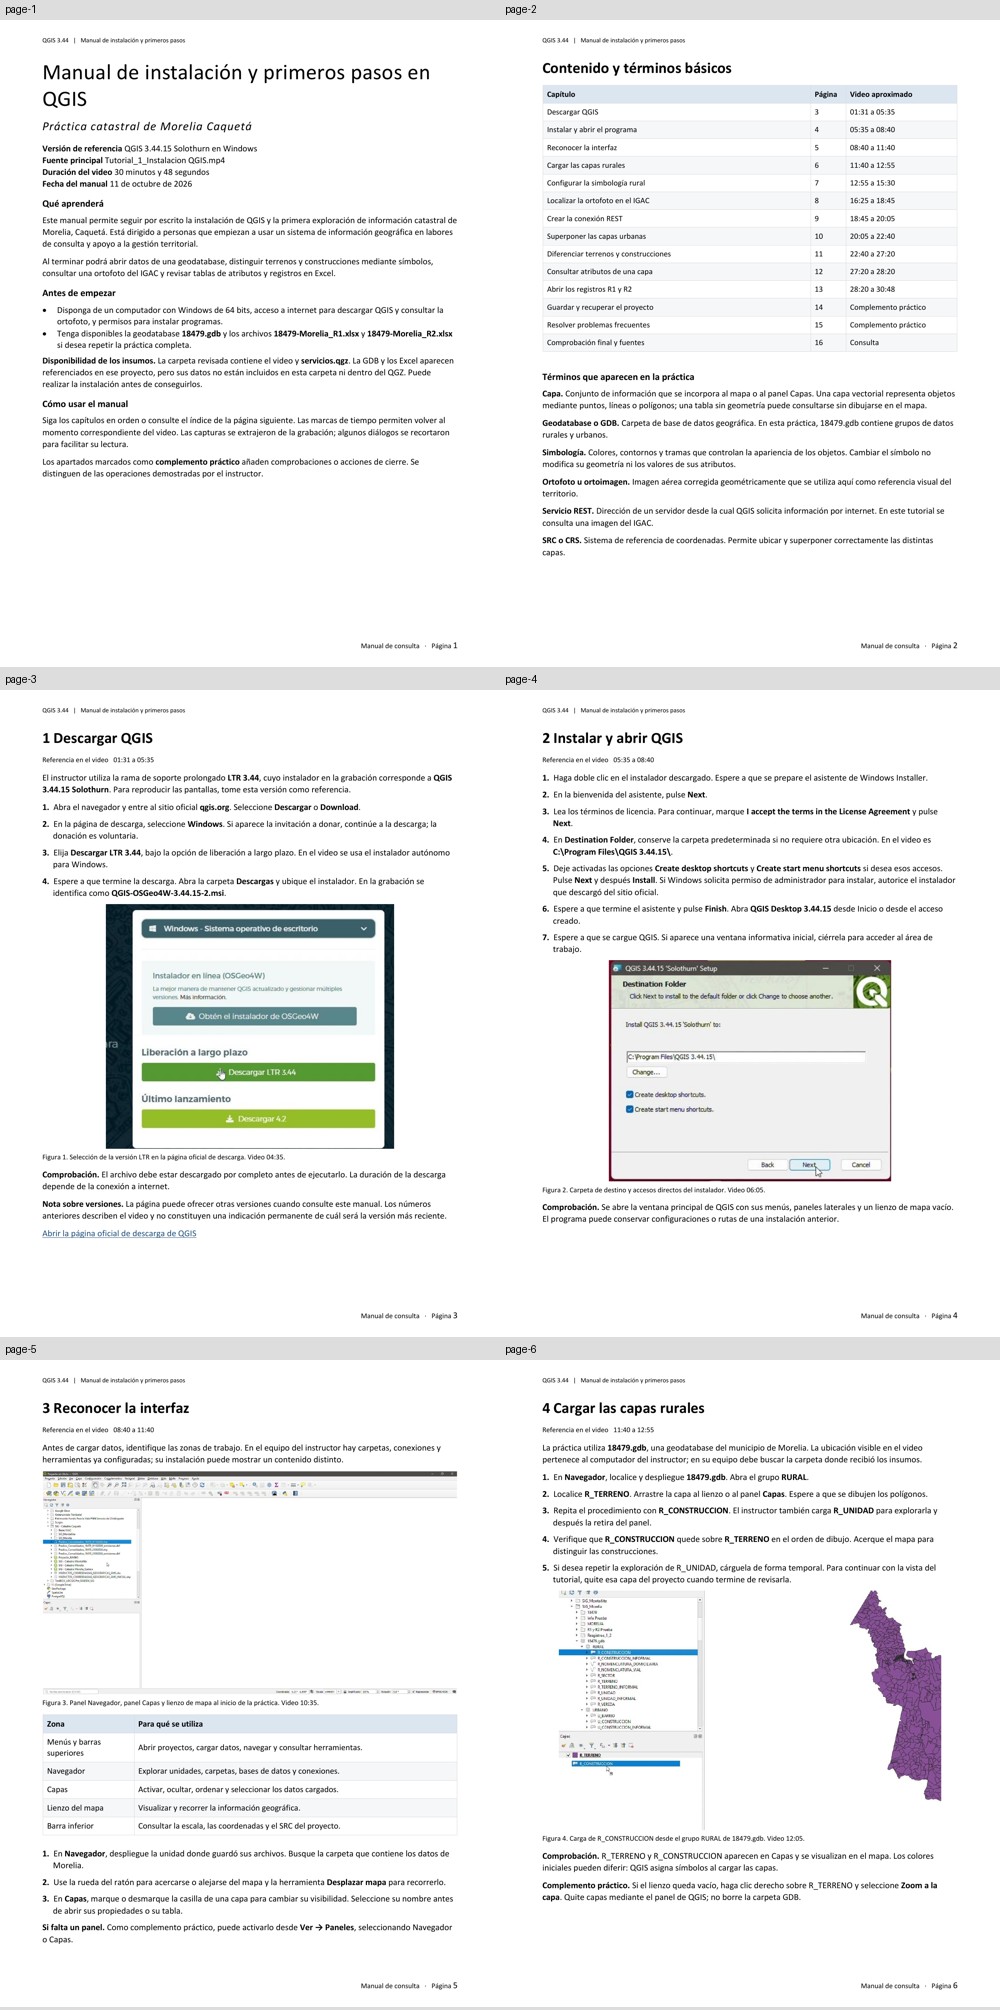 page-1
QGIS 3.44 | Manual de instalación y primeros pasos
Manual de instalación y primeros pasos en
QGIS
Práctica catastral de Morelia Caquetá
Versión de referencia QGIS 3.44.15 Solothurn en Windows
Fuente principal Tutorial_1_Instalacion QGIS.mp4
Duración del video 30 minutos y 48 segundos
Fecha del manual 11 de octubre de 2026
Qué aprenderá
Este manual permite seguir por escrito la instalación de QGIS y la primera exploración de información catastral de
Morelia, Caquetá. Está dirigido a personas que empiezan a usar un sistema de información geográfica en labores
de consulta y apoyo a la gestión territorial.
Al terminar podrá abrir datos de una geodatabase, distinguir terrenos y construcciones mediante símbolos,
consultar una ortofoto del IGAC y revisar tablas de atributos y registros en Excel.
Antes de empezar
• Disponga de un computador con Windows de 64 bits, acceso a internet para descargar QGIS y consultar la
ortofoto, y permisos para instalar programas.
• Tenga disponibles la geodatabase 18479.gdb y los archivos 18479-Morelia_R1.xlsx y 18479-Morelia_R2.xlsx
si desea repetir la práctica completa.
Disponibilidad de los insumos. La carpeta revisada contiene el video y servicios.qgz. La GDB y los Excel aparecen
referenciados en ese proyecto, pero sus datos no están incluidos en esta carpeta ni dentro del QGZ. Puede
realizar la instalación antes de conseguirlos.
Cómo usar el manual
Siga los capítulos en orden o consulte el índice de la página siguiente. Las marcas de tiempo permiten volver al
momento correspondiente del video. Las capturas se extrajeron de la grabación; algunos diálogos se recortaron
para facilitar su lectura.
Los apartados marcados como complemento práctico añaden comprobaciones o acciones de cierre. Se
distinguen de las operaciones demostradas por el instructor.
Manual de consulta · Página 1
page-2
QGIS 3.44 | Manual de instalación y primeros pasos
Contenido y términos básicos
Capítulo Página Video aproximado
Descargar QGIS 3 01:31 a 05:35
Instalar y abrir el programa 4 05:35 a 08:40
Reconocer la interfaz 5 08:40 a 11:40
Cargar las capas rurales 6 11:40 a 12:55
Configurar la simbología rural 7 12:55 a 15:30
Localizar la ortofoto en el IGAC 8 16:25 a 18:45
Crear la conexión REST 9 18:45 a 20:05
Superponer las capas urbanas 10 20:05 a 22:40
Diferenciar terrenos y construcciones 11 22:40 a 27:20
Consultar atributos de una capa 12 27:20 a 28:20
Abrir los registros R1 y R2 13 28:20 a 30:48
Guardar y recuperar el proyecto 14 Complemento práctico
Resolver problemas frecuentes 15 Complemento práctico
Comprobación final y fuentes 16 Consulta
Términos que aparecen en la práctica
Capa. Conjunto de información que se incorpora al mapa o al panel Capas. Una capa vectorial representa objetos
mediante puntos, líneas o polígonos; una tabla sin geometría puede consultarse sin dibujarse en el mapa.
Geodatabase o GDB. Carpeta de base de datos geográfica. En esta práctica, 18479.gdb contiene grupos de datos
rurales y urbanos.
Simbología. Colores, contornos y tramas que controlan la apariencia de los objetos. Cambiar el símbolo no
modifica su geometría ni los valores de sus atributos.
Ortofoto u ortoimagen. Imagen aérea corregida geométricamente que se utiliza aquí como referencia visual del
territorio.
Servicio REST. Dirección de un servidor desde la cual QGIS solicita información por internet. En este tutorial se
consulta una imagen del IGAC.
SRC o CRS. Sistema de referencia de coordenadas. Permite ubicar y superponer correctamente las distintas
capas.
Manual de consulta · Página 2
page-3
QGIS 3.44 | Manual de instalación y primeros pasos
1 Descargar QGIS
Referencia en el video 01:31 a 05:35
El instructor utiliza la rama de soporte prolongado LTR 3.44, cuyo instalador en la grabación corresponde a QGIS
3.44.15 Solothurn. Para reproducir las pantallas, tome esta versión como referencia.
1. Abra el navegador y entre al sitio oficial qgis.org. Seleccione Descargar o Download.
2. En la página de descarga, seleccione Windows. Si aparece la invitación a donar, continúe a la descarga; la
donación es voluntaria.
3. Elija Descargar LTR 3.44, bajo la opción de liberación a largo plazo. En el video se usa el instalador autónomo
para Windows.
4. Espere a que termine la descarga. Abra la carpeta Descargas y ubique el instalador. En la grabación se
identifica como QGIS-OSGeo4W-3.44.15-2.msi.
Windows - Sistema operativo de escritorio
Instalador en línea (OSGeo4W)
La mejor manera de mantener QGIS actualizado y gestionar múltiples
versiones. Más información.
Obtén el instalador de OSGeo4W
ara
Liberación a largo plazo
Descargar LTR 3.44
Último lanzamiento
Descargar 4.2
Figura 1. Selección de la versión LTR en la página oficial de descarga. Video 04:35.
Comprobación. El archivo debe estar descargado por completo antes de ejecutarlo. La duración de la descarga
depende de la conexión a internet.
Nota sobre versiones. La página puede ofrecer otras versiones cuando consulte este manual. Los números
anteriores describen el video y no constituyen una indicación permanente de cuál será la versión más reciente.
Abrir la página oficial de descarga de QGIS
Manual de consulta · Página 3
page-4
QGIS 3.44 | Manual de instalación y primeros pasos
2 Instalar y abrir QGIS
Referencia en el video 05:35 a 08:40
1. Haga doble clic en el instalador descargado. Espere a que se prepare el asistente de Windows Installer.
2. En la bienvenida del asistente, pulse Next.
3. Lea los términos de licencia. Para continuar, marque I accept the terms in the License Agreement y pulse
Next.
4. En Destination Folder, conserve la carpeta predeterminada si no requiere otra ubicación. En el video es
C:\Program Files\QGIS 3.44.15\.
5. Deje activadas las opciones Create desktop shortcuts y Create start menu shortcuts si desea esos accesos.
Pulse Next y después Install. Si Windows solicita permiso de administrador para instalar, autorice el instalador
que descargó del sitio oficial.
6. Espere a que termine el asistente y pulse Finish. Abra QGIS Desktop 3.44.15 desde Inicio o desde el acceso
creado.
7. Espere a que se cargue QGIS. Si aparece una ventana informativa inicial, ciérrela para acceder al área de
trabajo.
QGIS 3.44.15 'Solothurn' Setup
Destination Folder
Click Next to install to the default folder or click Change to choose another.
Install QGIS 3.44.15 'Solothurn' to:
C:\Program Files\QGIS 3.44.15\
Change...
Create desktop shortcuts.
Create start menu shortcuts.
Back Next Cancel
Figura 2. Carpeta de destino y accesos directos del instalador. Video 06:05.
Comprobación. Se abre la ventana principal de QGIS con sus menús, paneles laterales y un lienzo de mapa vacío.
El programa puede conservar configuraciones o rutas de una instalación anterior.
Manual de consulta · Página 4
page-5
QGIS 3.44 | Manual de instalación y primeros pasos
3 Reconocer la interfaz
Referencia en el video 08:40 a 11:40
Antes de cargar datos, identifique las zonas de trabajo. En el equipo del instructor hay carpetas, conexiones y
herramientas ya configuradas; su instalación puede mostrar un contenido distinto.
Figura 3. Panel Navegador, panel Capas y lienzo de mapa al inicio de la práctica. Video 10:35.
Zona Para qué se utiliza
Menús y barras
superiores Abrir proyectos, cargar datos, navegar y consultar herramientas.
Navegador Explorar unidades, carpetas, bases de datos y conexiones.
Capas Activar, ocultar, ordenar y seleccionar los datos cargados.
Lienzo del mapa Visualizar y recorrer la información geográfica.
Barra inferior Consultar la escala, las coordenadas y el SRC del proyecto.
1. En Navegador, despliegue la unidad donde guardó sus archivos. Busque la carpeta que contiene los datos de
Morelia.
2. Use la rueda del ratón para acercarse o alejarse del mapa y la herramienta Desplazar mapa para recorrerlo.
3. En Capas, marque o desmarque la casilla de una capa para cambiar su visibilidad. Seleccione su nombre antes
de abrir sus propiedades o su tabla.
Si falta un panel. Como complemento práctico, puede activarlo desde Ver → Paneles, seleccionando Navegador
o Capas.
Manual de consulta · Página 5
page-6
QGIS 3.44 | Manual de instalación y primeros pasos
4 Cargar las capas rurales
Referencia en el video 11:40 a 12:55
La práctica utiliza 18479.gdb, una geodatabase del municipio de Morelia. La ubicación visible en el video
pertenece al computador del instructor; en su equipo debe buscar la carpeta donde recibió los insumos.
1. En Navegador, localice y despliegue 18479.gdb. Abra el grupo RURAL.
2. Localice R_TERRENO. Arrastre la capa al lienzo o al panel Capas. Espere a que se dibujen los polígonos.
3. Repita el procedimiento con R_CONSTRUCCION. El instructor también carga R_UNIDAD para explorarla y
después la retira del panel.
4. Verifique que R_CONSTRUCCION quede sobre R_TERRENO en el orden de dibujo. Acerque el mapa para
distinguir las construcciones.
5. Si desea repetir la exploración de R_UNIDAD, cárguela de forma temporal. Para continuar con la vista del
tutorial, quite esa capa del proyecto cuando termine de revisarla.
18479.gdb
RURAL
R_CONSTRUCCION
R_CONSTRUCCION_INFORMAL
R_NOMENCLATURA_DOMICILIARIA
R_NOMENCLATURA_VIAL
R_SECTOR
R_TERRENO
R_TERRENO_INFORMAL
R_UNIDAD
R_UNIDAD_INFORMAL
R_VEREDA
URBANO
U_BARRIO
U_CONSTRUCCION
U_CONSTRUCCION_INFORMAL
Capas
R_TERRENO
R_CONSTRUCCION
Figura 4. Carga de R_CONSTRUCCION desde el grupo RURAL de 18479.gdb. Video 12:05.
Comprobación. R_TERRENO y R_CONSTRUCCION aparecen en Capas y se visualizan en el mapa. Los colores
iniciales pueden diferir: QGIS asigna símbolos al cargar las capas.
Complemento práctico. Si el lienzo queda vacío, haga clic derecho sobre R_TERRENO y seleccione Zoom a la
capa. Quite capas mediante el panel de QGIS; no borre la carpeta GDB.
Manual de consulta · Página 6